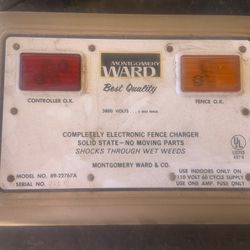 MONTGOMERY
WARD
Best Quality
CONTROLLER O.K.
FENCE O.K.
3800 VOLTS
COMPLETELY ELECTRONIC FENCE CHARGER
SOLID STATE—NO MOVING PARTS
SHOCKS THROUGH WET WEEDS
MONTGOMERY WARD & CO.
UL
LISTED
MODEL NO. 89-22767A
SERIAL NO.
USE INDOORS ONLY ON
110 VOLT 60 CYCLE SUPPLY
USE ONE AMP. FUSE ONLY